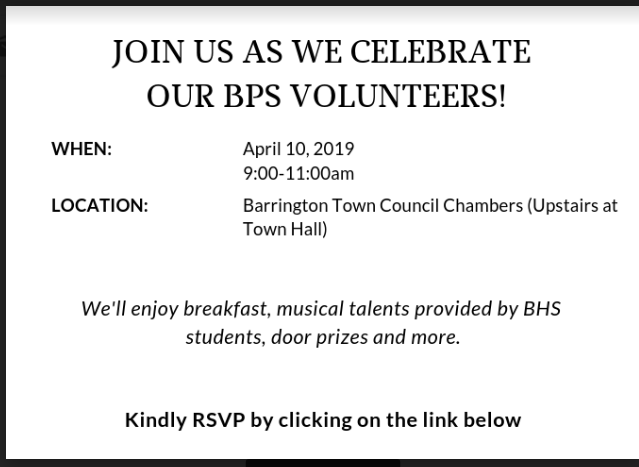 JOIN US AS WE CELEBRATE
OUR BPS VOLUNTEERS!
WHEN:
April 10, 2019
9:00-11:00am
LOCATION:
Barrington Town Council Chambers (Upstairs at
Town Hall)
We'll enjoy breakfast, musical talents provided by BHS
students, door prizes and more.
Kindly RSVP by clicking on the link below